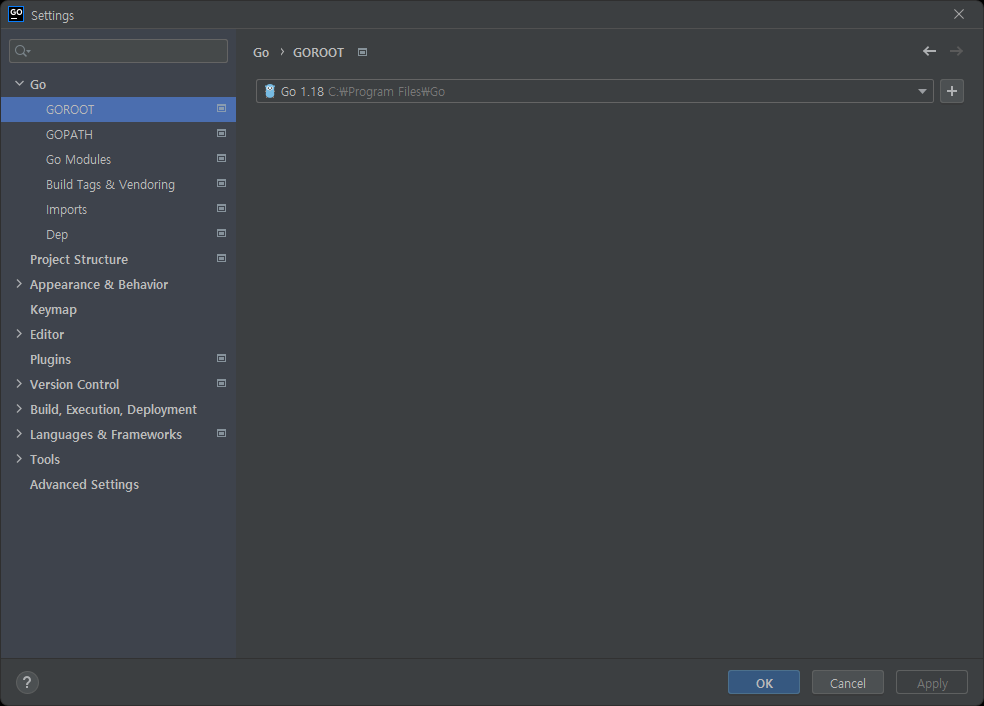 GO
Settings
Go
GOROOT
GOPATH
Go Modules
Build Tags & Vendoring
Imports
Dep
Project Structure
Appearance & Behavior
Keymap
Editor
Plugins
Version Control
Build, Execution, Deployment
Languages & Frameworks
Tools
Advanced Settings
Go › GOROOT
Go 1.18 C:₩Program Files₩Go
+
?
OK
Cancel
Apply